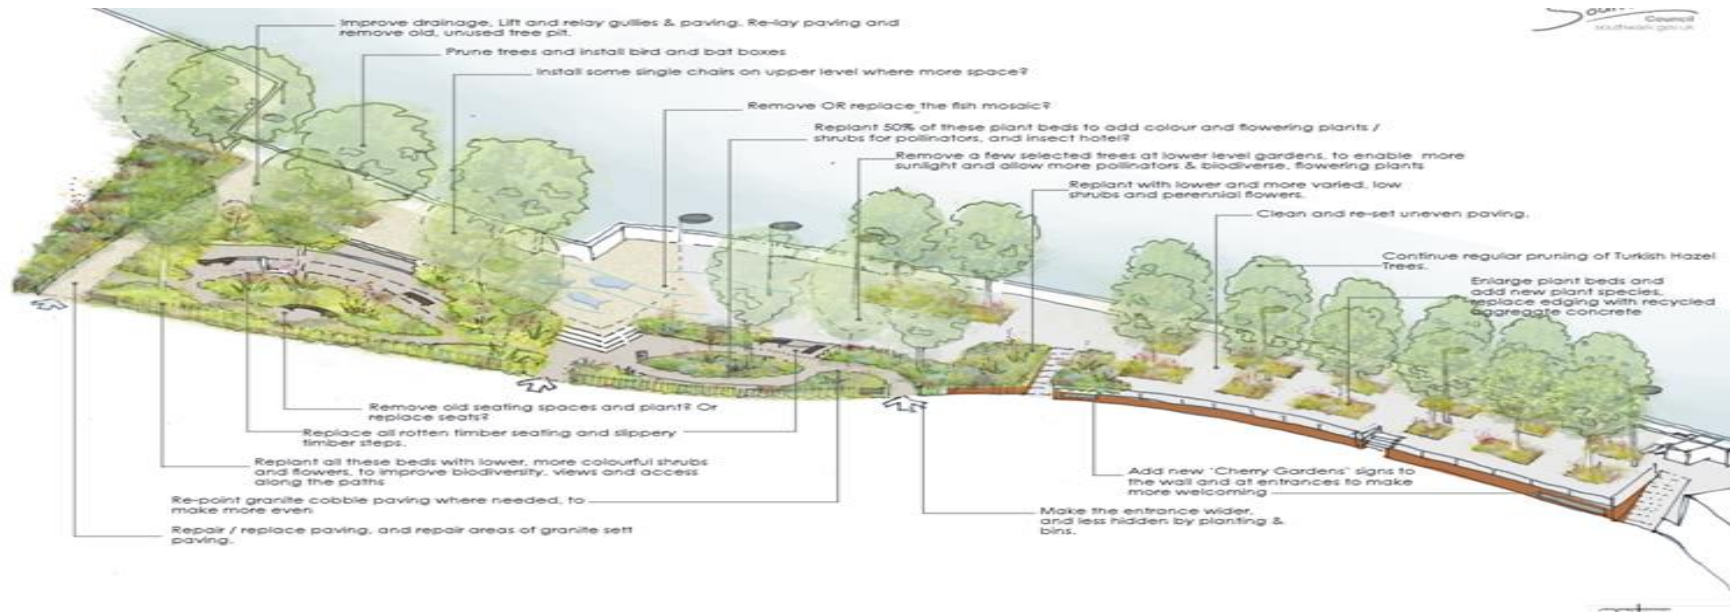 Improve drainage, Lift and relay gullies & paving. Re-lay paving and
remove old, unused tree pit.
Prune trees and install bird and bat boxes
Install some single chairs on upper level where more space?
Remove OR replace the fish mosaic?
Replant 50% of these plant beds to add colour and flowering plants /
shrubs for pollinators, and insect hotel?
Remove a few selected trees at lower level gardens, to enable more
sunlight and allow more pollinators & biodiverse, flowering plants
Replant with lower and more varied, low
shrubs and perennial flowers.
Clean and re-set uneven paving.
Continue regular pruning of Turkish Hazel
Trees.
Enlarge plant beds and
add new plant species,
replace edging with recycled
aggregate concrete
Remove old seating spaces and plant? Or
replace seats?
Replace all rotten timber seating and slippery
timber steps.
Replant all these beds with lower, more colourful shrubs
and flowers, to improve biodiversity, views and access
along the paths
Re-point granite cobble paving where needed, to
make more even
Repair / replace paving, and repair areas of granite sett
paving.
Add new 'Cherry Gardens' signs to
the wall and at entrances to make
more welcoming
Make the entrance wider,
and less hidden by planting &
bins.
Council
southwark.gov.uk